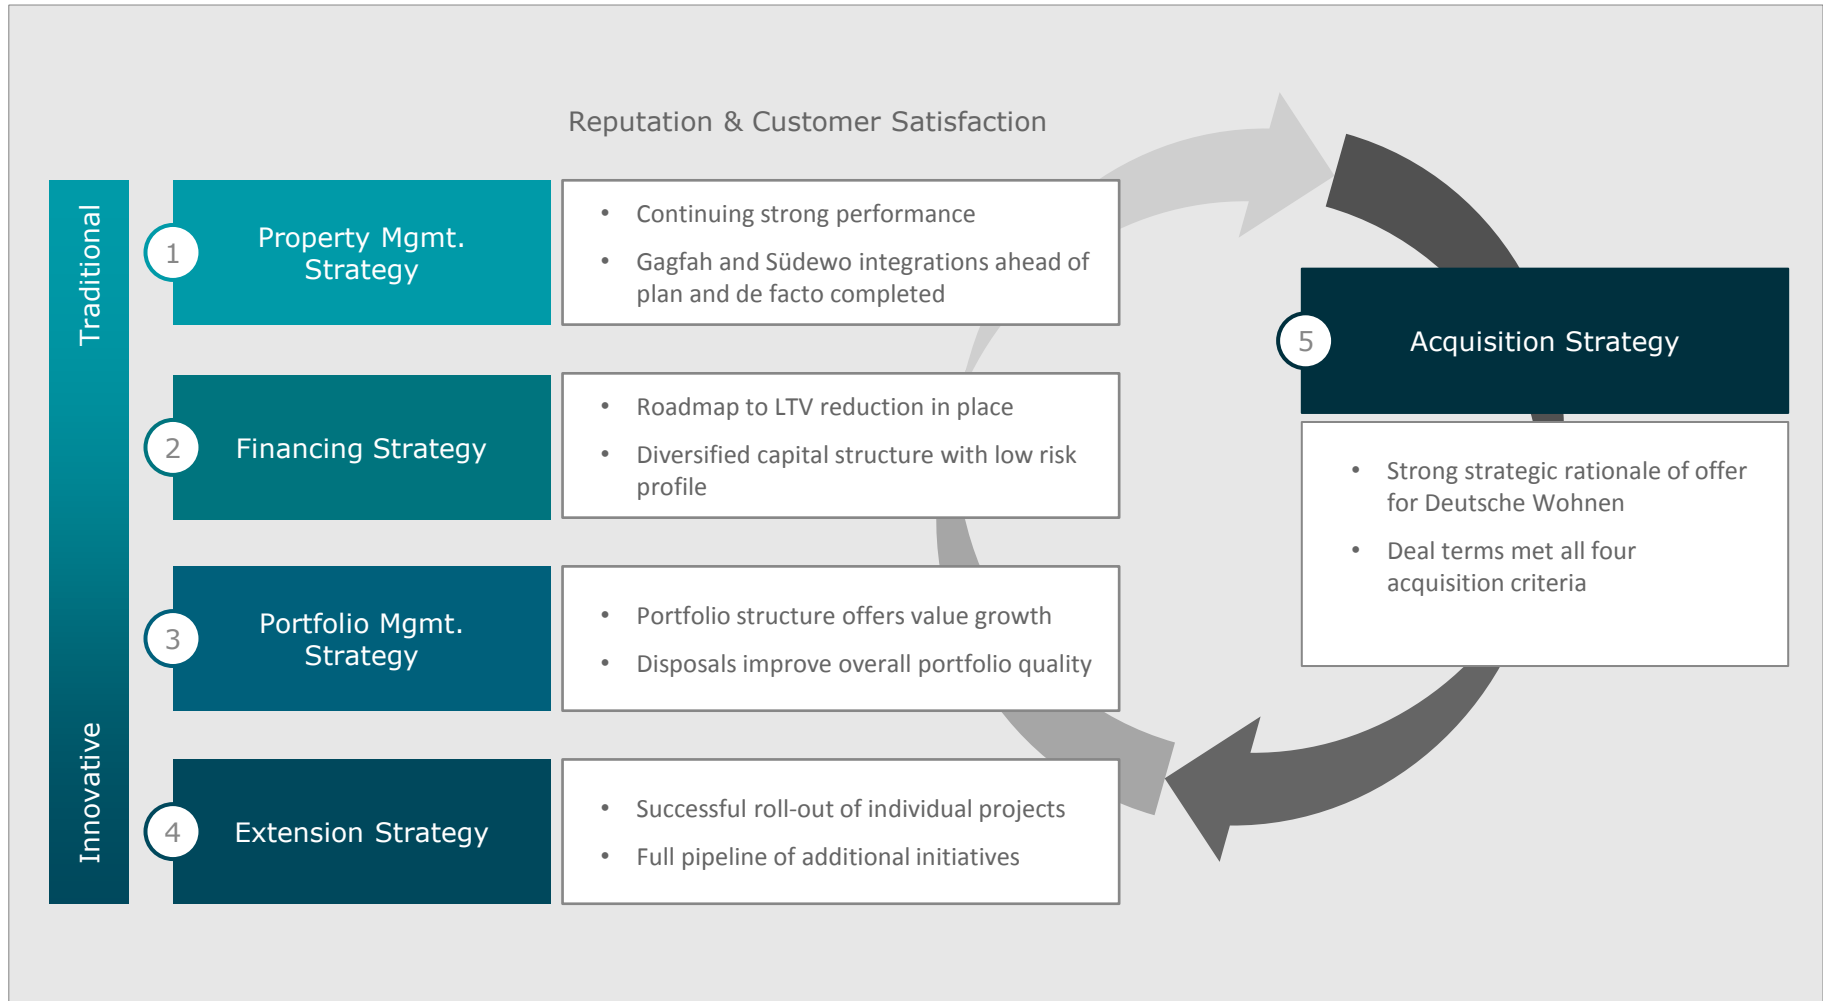 Reputation & Customer Satisfaction
Traditional
Innovative
1
Property Mgmt.
Strategy
• Continuing strong performance
• Gagfah and Südewo integrations ahead of
plan and de facto completed
2
Financing Strategy
• Roadmap to LTV reduction in place
• Diversified capital structure with low risk
profile
3
Portfolio Mgmt.
Strategy
• Portfolio structure offers value growth
• Disposals improve overall portfolio quality
4
Extension Strategy
• Successful roll-out of individual projects
• Full pipeline of additional initiatives
5
Acquisition Strategy
• Strong strategic rationale of offer
for Deutsche Wohnen
• Deal terms met all four
acquisition criteria